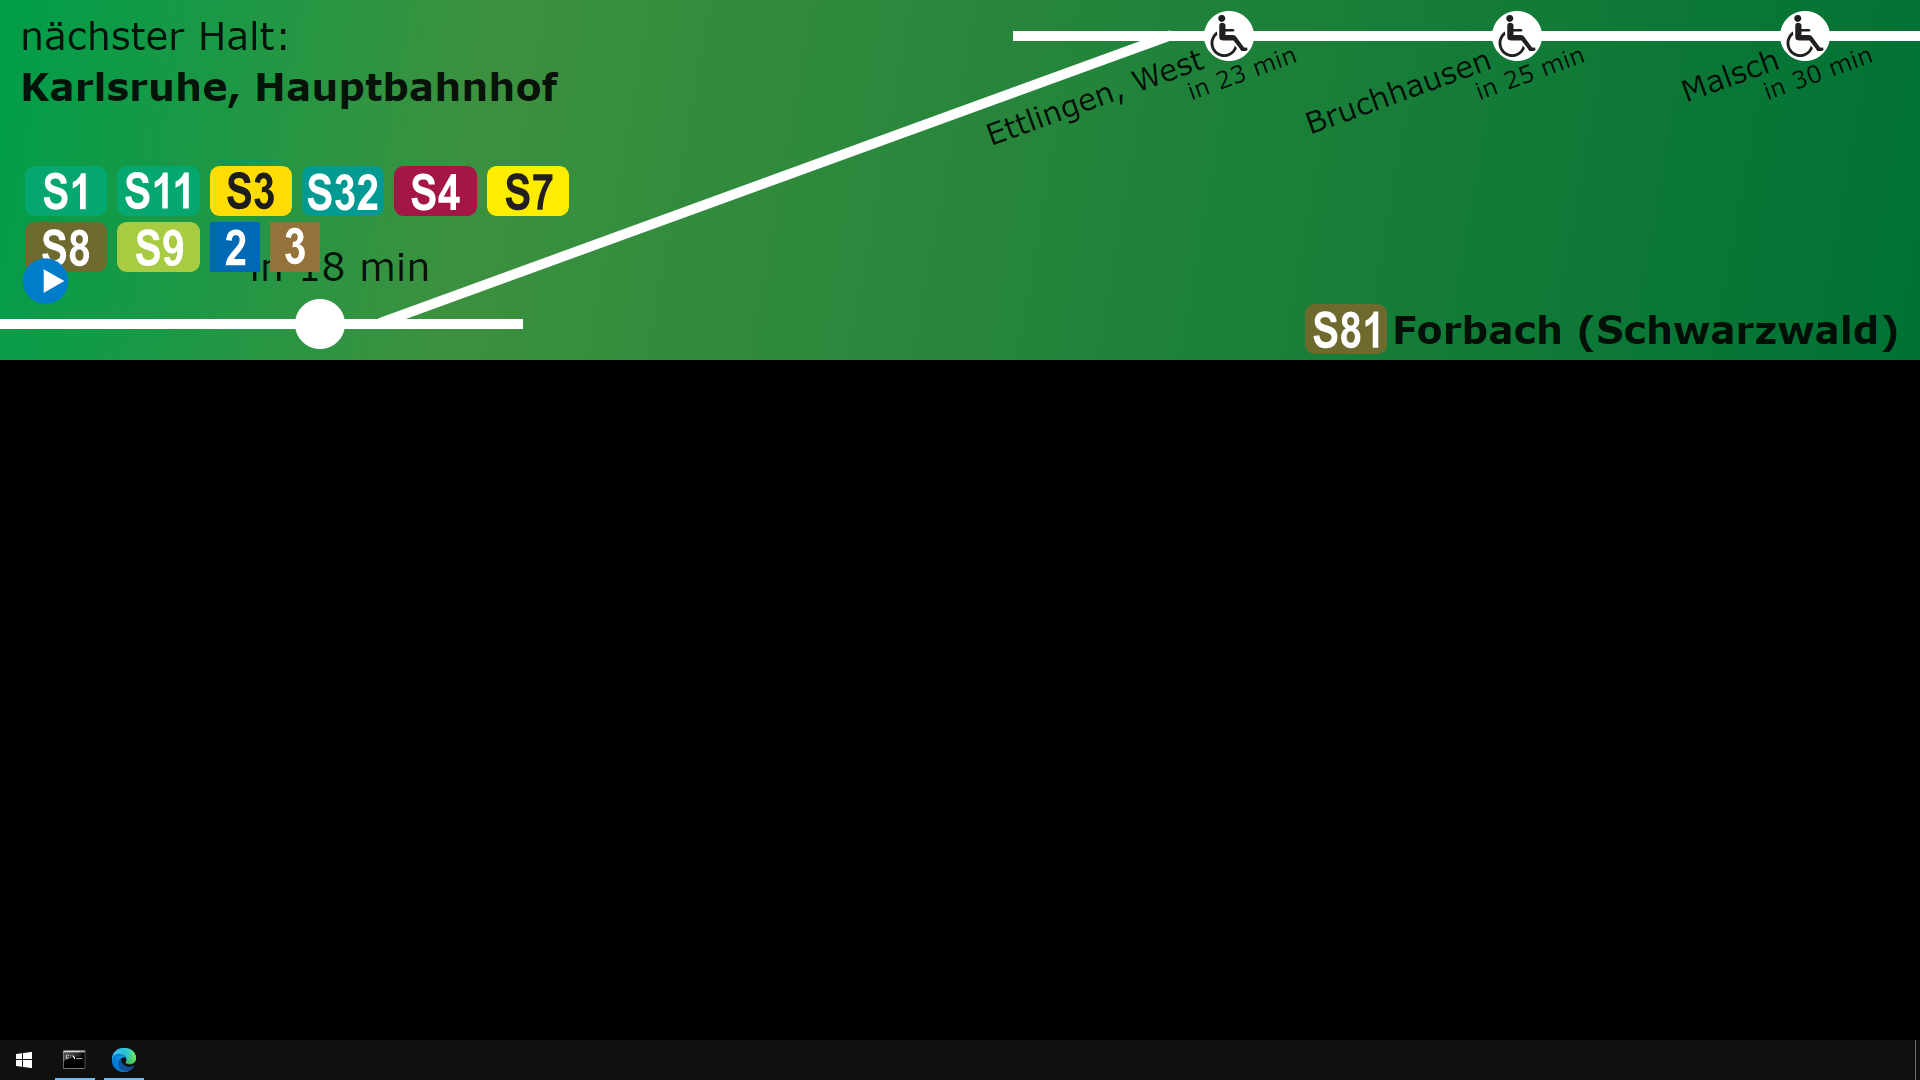 nächster Halt:
Karlsruhe, Hauptbahnhof
S1 S11 S3 S32 S4 S7
S8 S9 2 3
in 18 min
Ettlingen, West
in 23 min
Bruchhausen
in 25 min
Malsch
in 30 min
S81 Forbach (Schwarzwald)